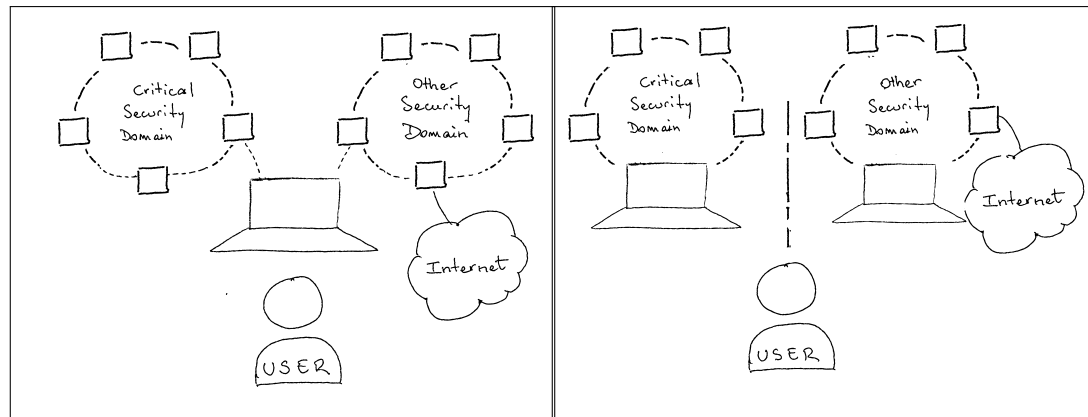 Critical
Security
Domain
Other
Security
Domain
Internet
USER
Critical
Security
Domain
Other
Security
Domain
Internet
USER